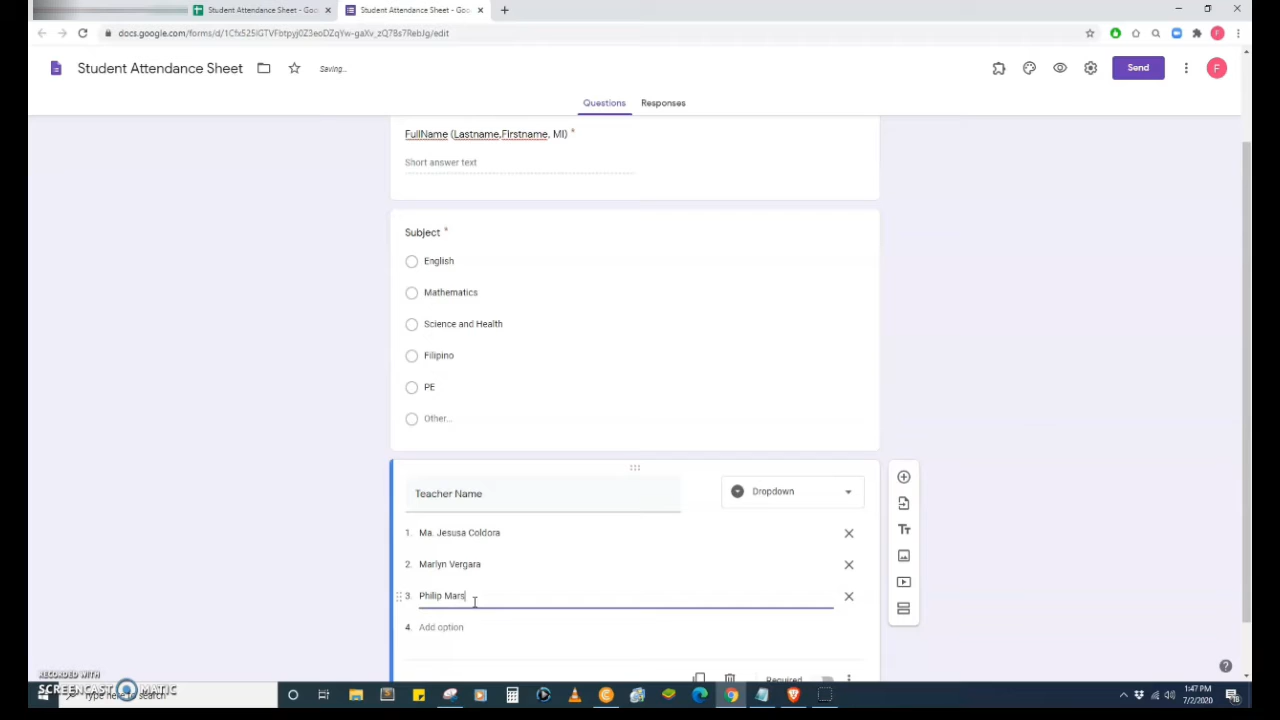 Student Attendance Sheet - Goo
Student Attendance Sheet - Goo
docs.google.com/forms/d/1Cfx525iGTVFbtpyj0Z3eoDZqYw-gaXv_zQ78s7RebJg/edit
F
Student Attendance Sheet
Saving...
Send
F
Questions
Responses
FullName (Lastname,Firstname, MI) *
Short answer text
Subject *
English
Mathematics
Science and Health
Filipino
PE
Other...
Teacher Name
Dropdown
1. Ma. Jesusa Coldora
2. Marlyn Vergara
3. Philip Mars
4. Add option
Required
RECORDED WITH
SCREENCAST MATIC
Type here to search
1:47 PM
7/2/2020